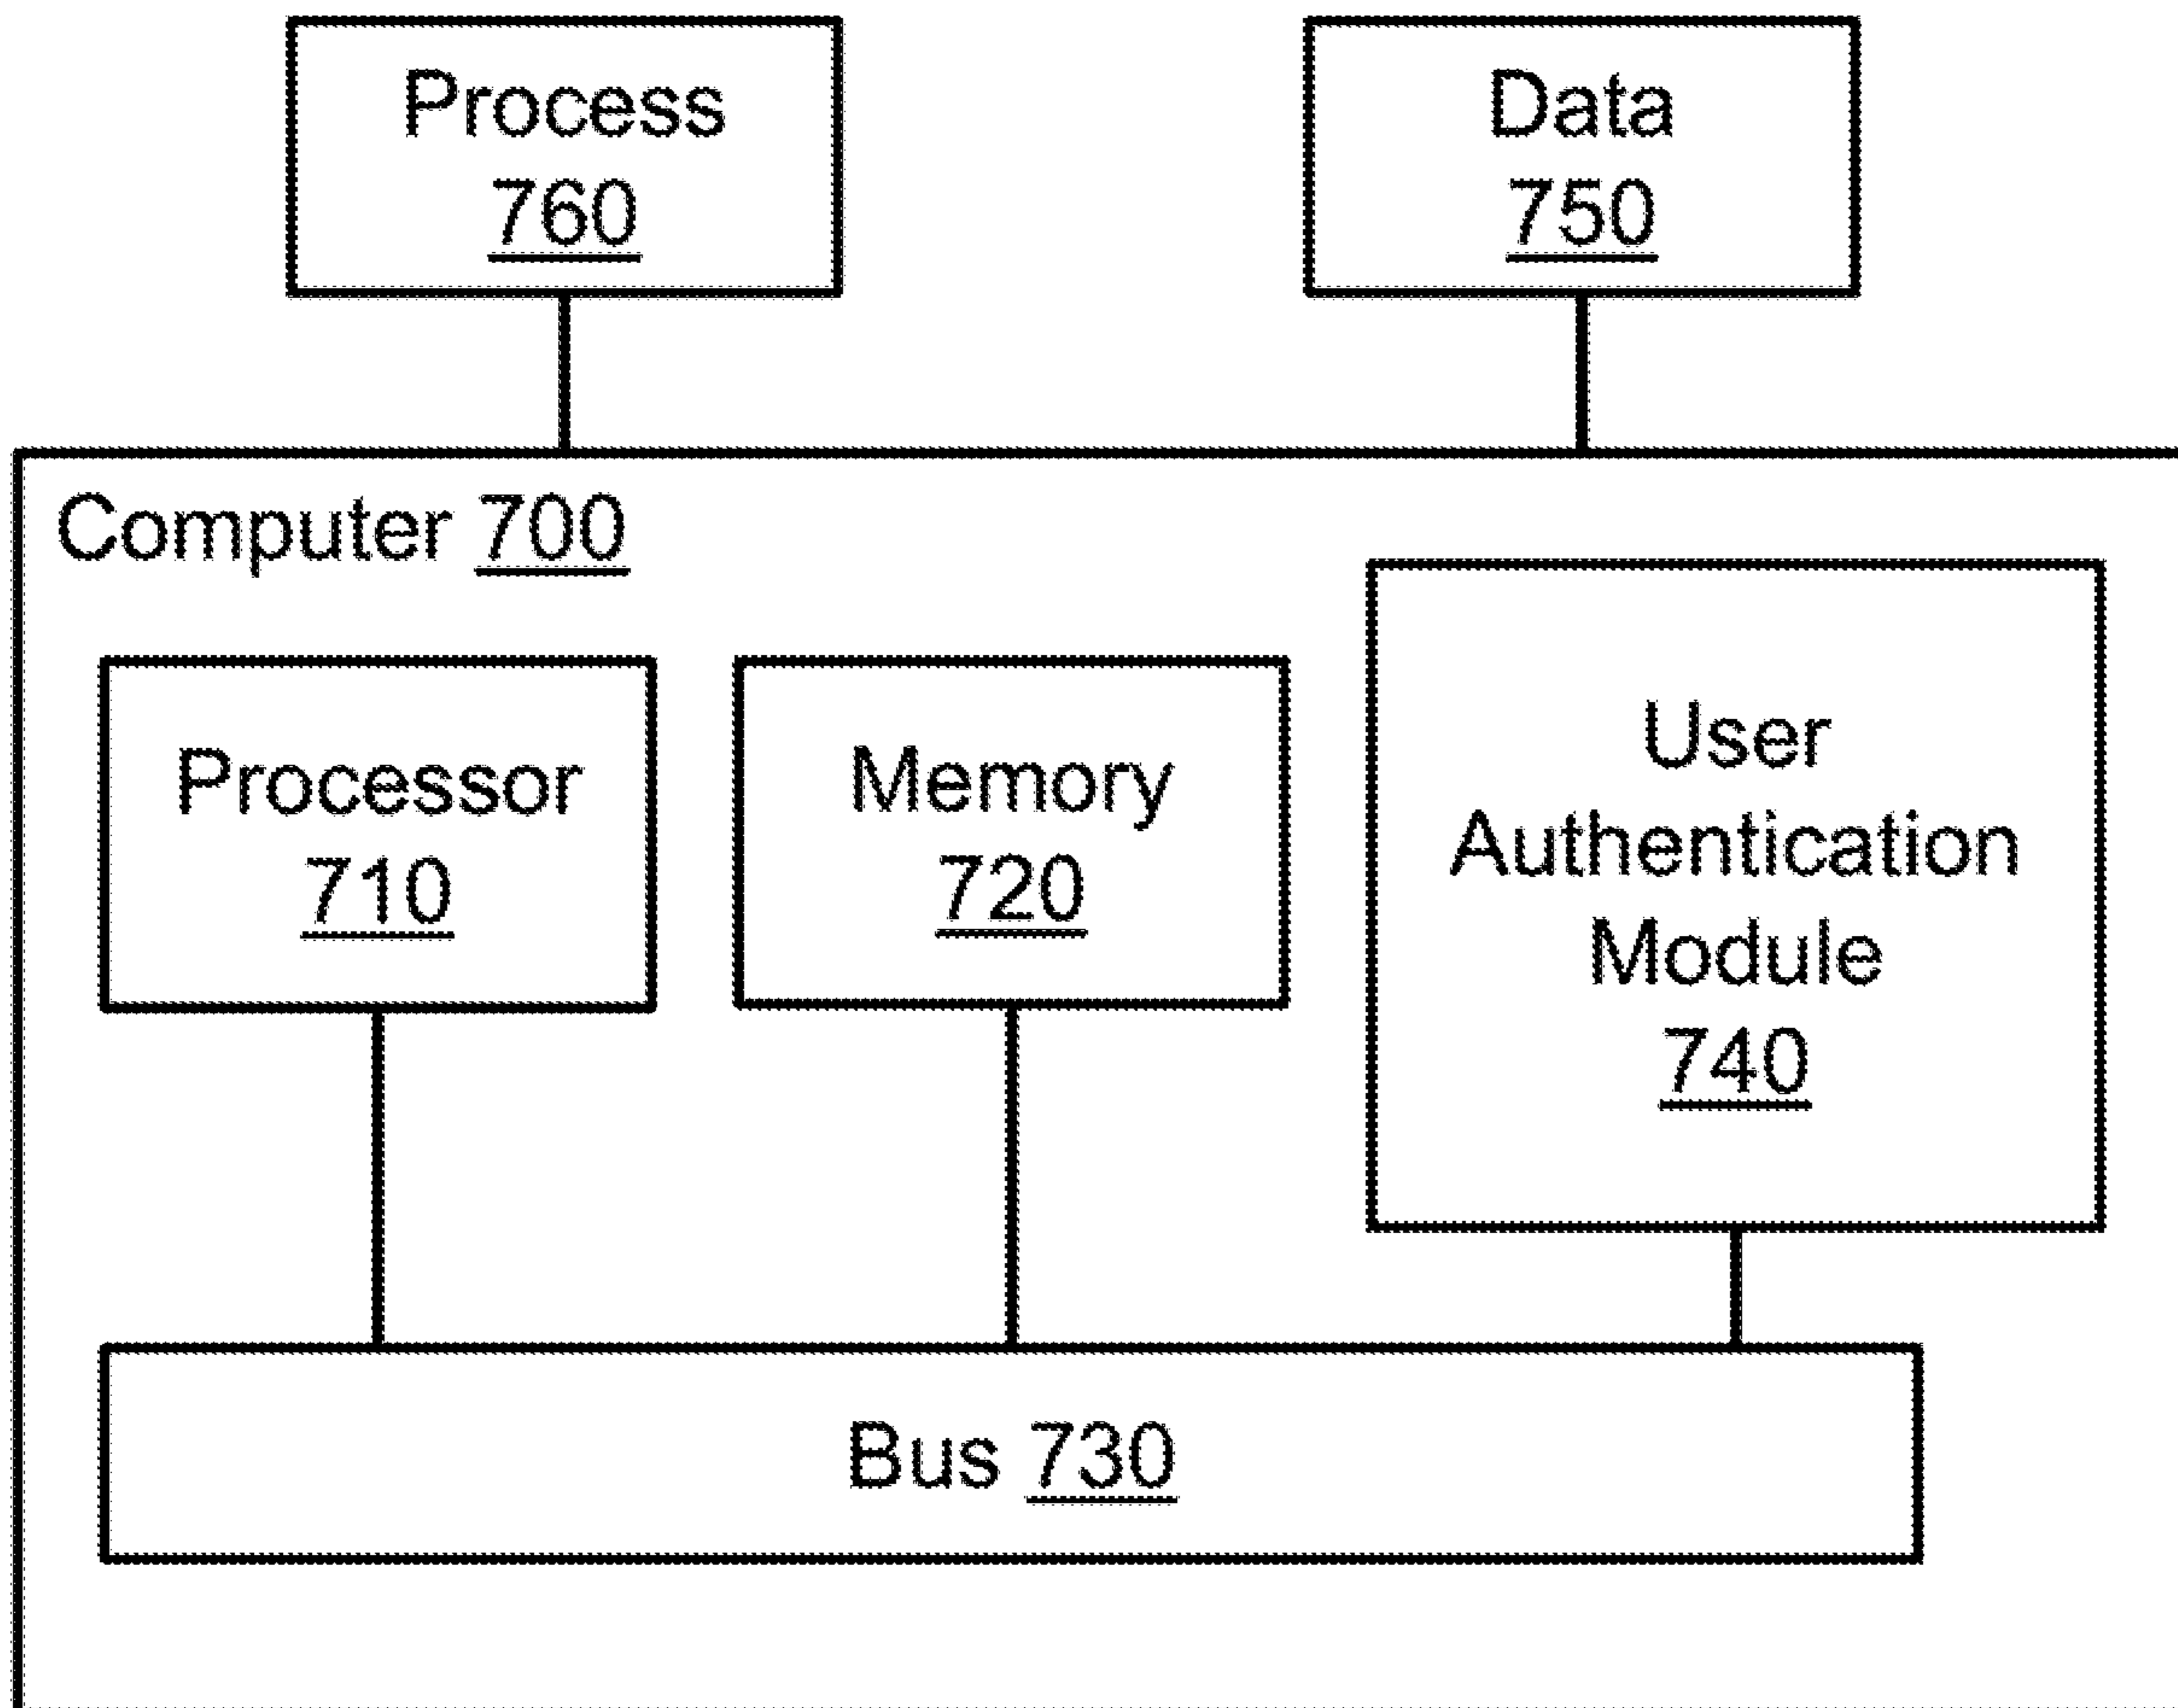 Process
760
Data
750
Computer 700
Processor
710
Memory
720
User
Authentication
Module
740
Bus 730